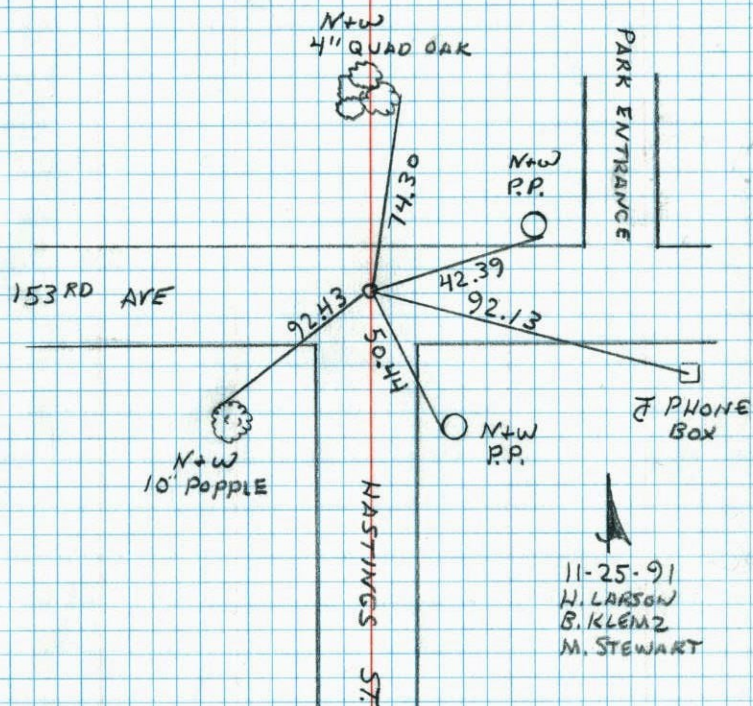 N+W
4" QUAD OAK
PARK ENTRANCE
74.30
N+W
P.P.
42.39
153RD AVE
92.43
92.13
50.44
PHONE
BOX
N+W
P.P.
N+W
10" POPPLE
HASTINGS ST.
11-25-91
H. LARSON
B. KLEMZ
M. STEWART